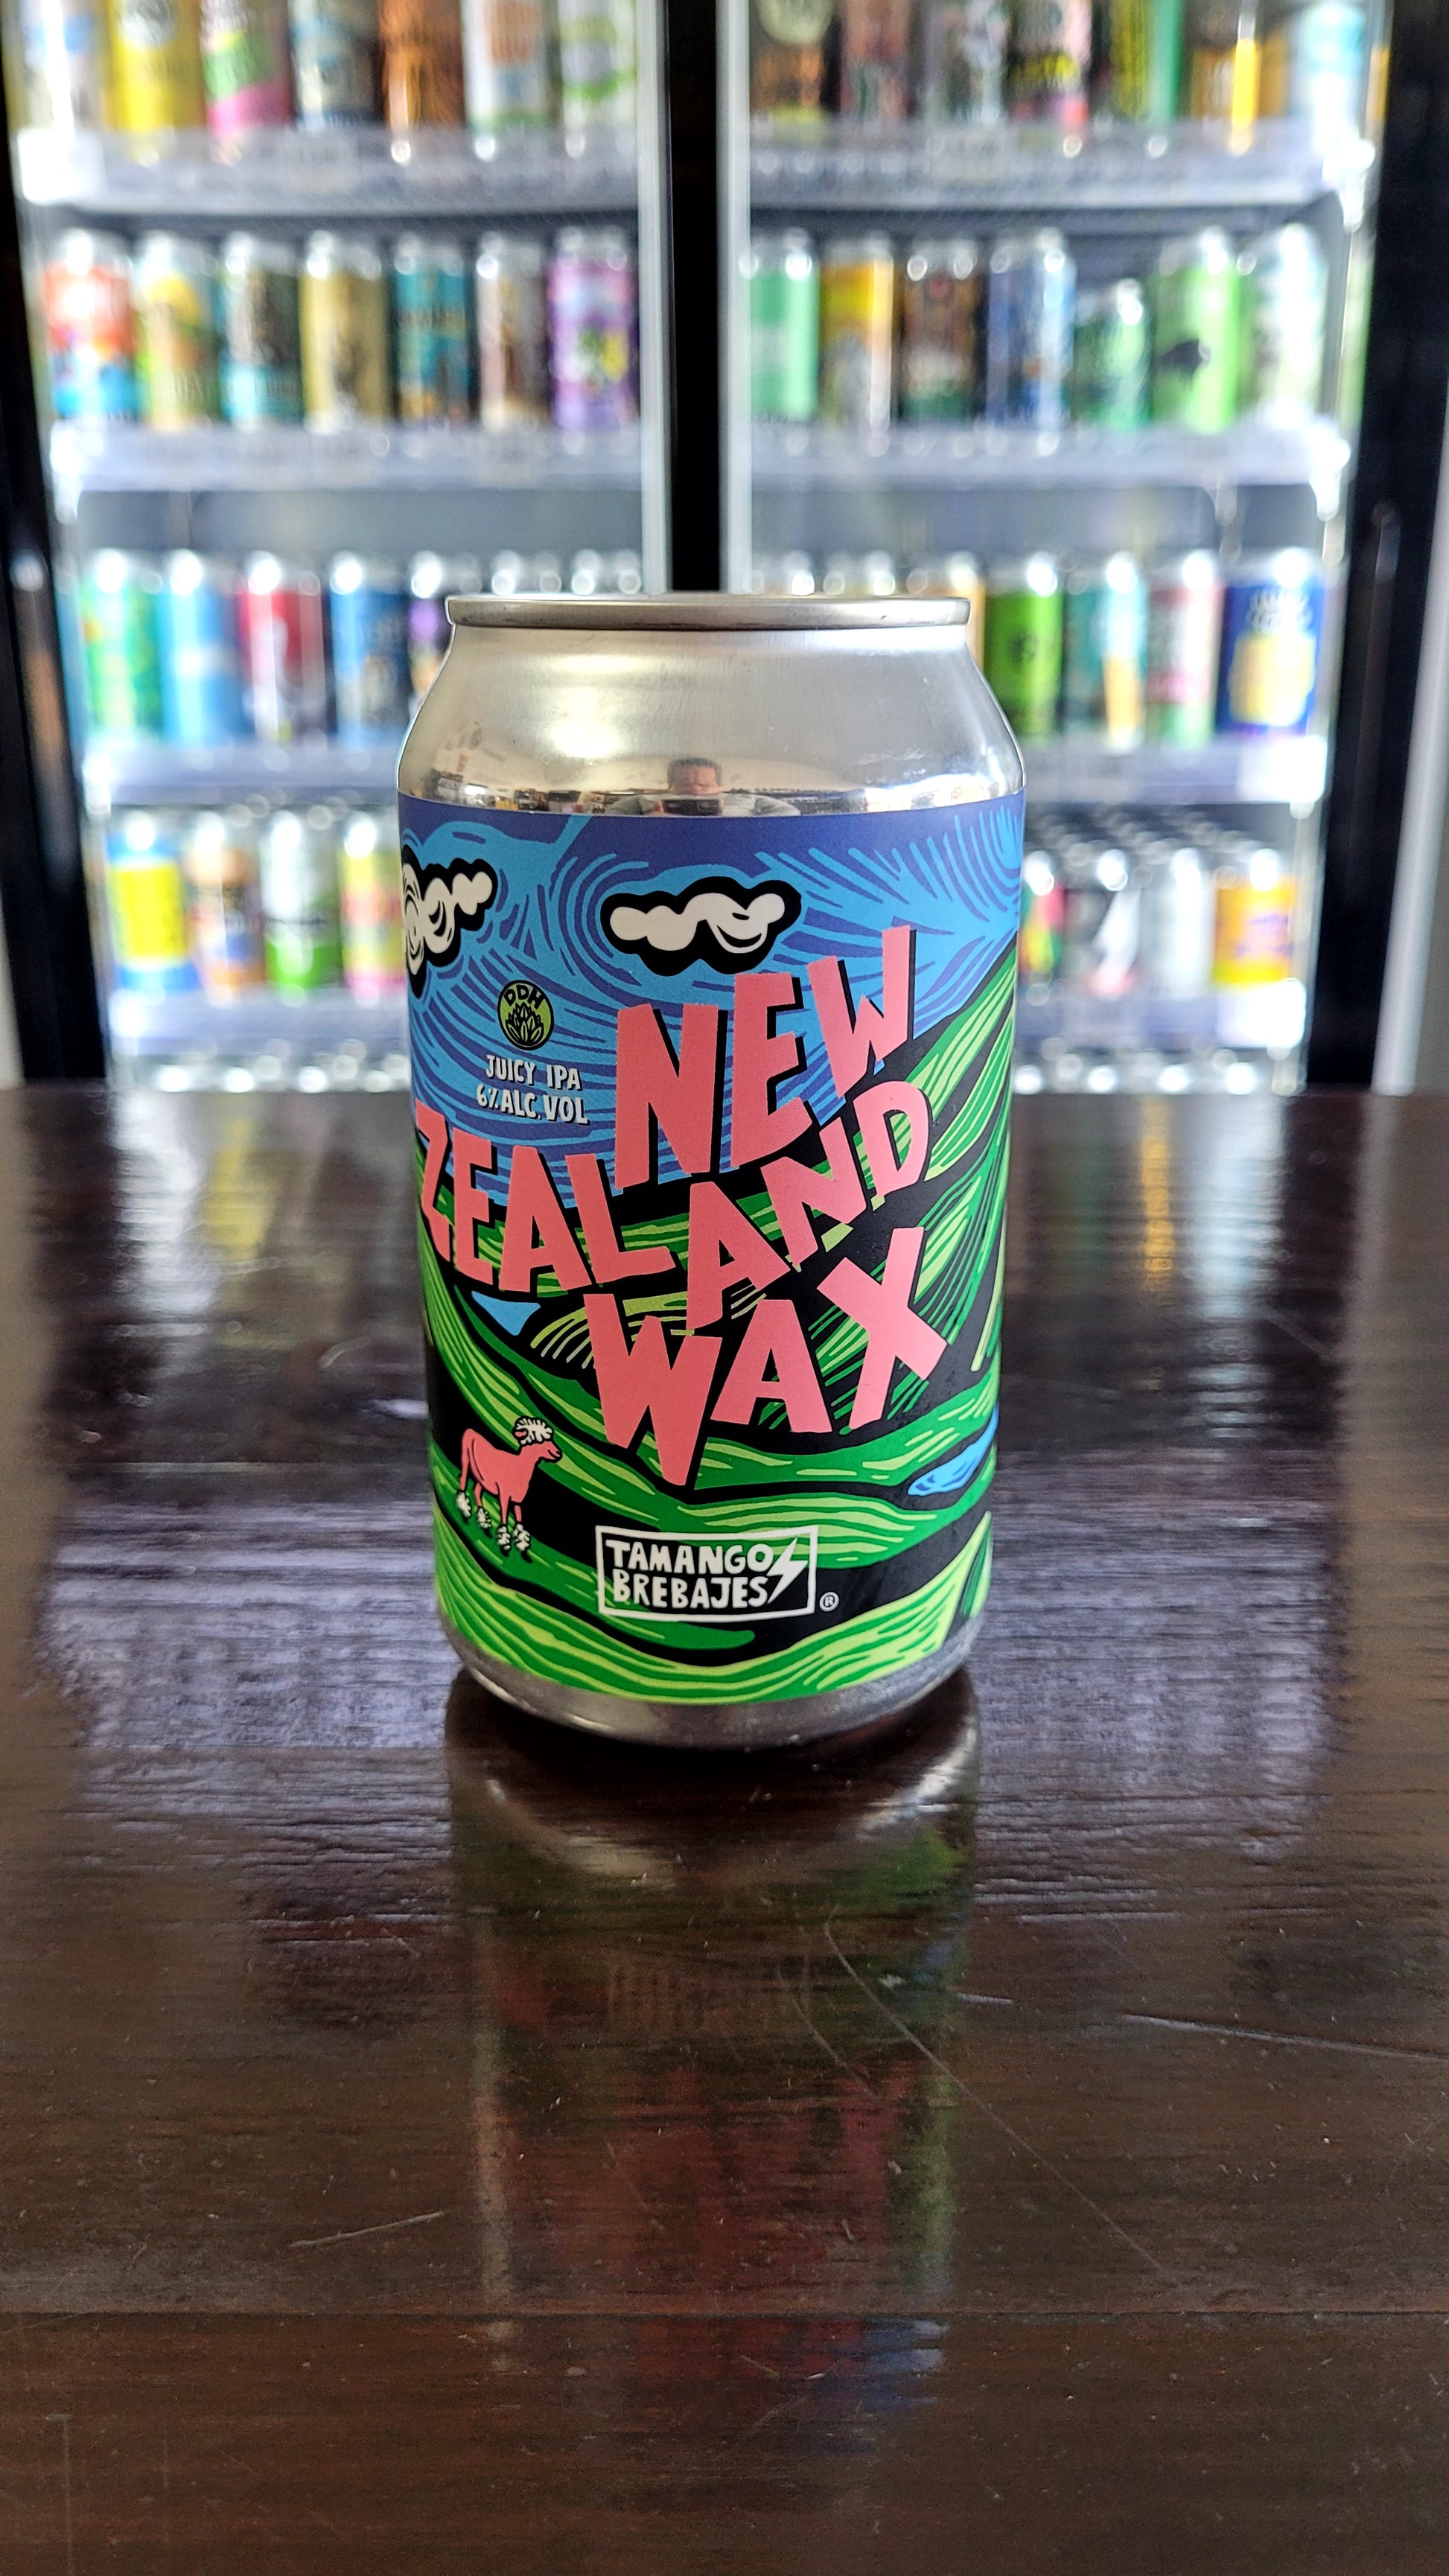 DDH
JUICY IPA
6% ALC. VOL
NEW
ZEALAND
WAX
TAMANGO
BREBAJES
®